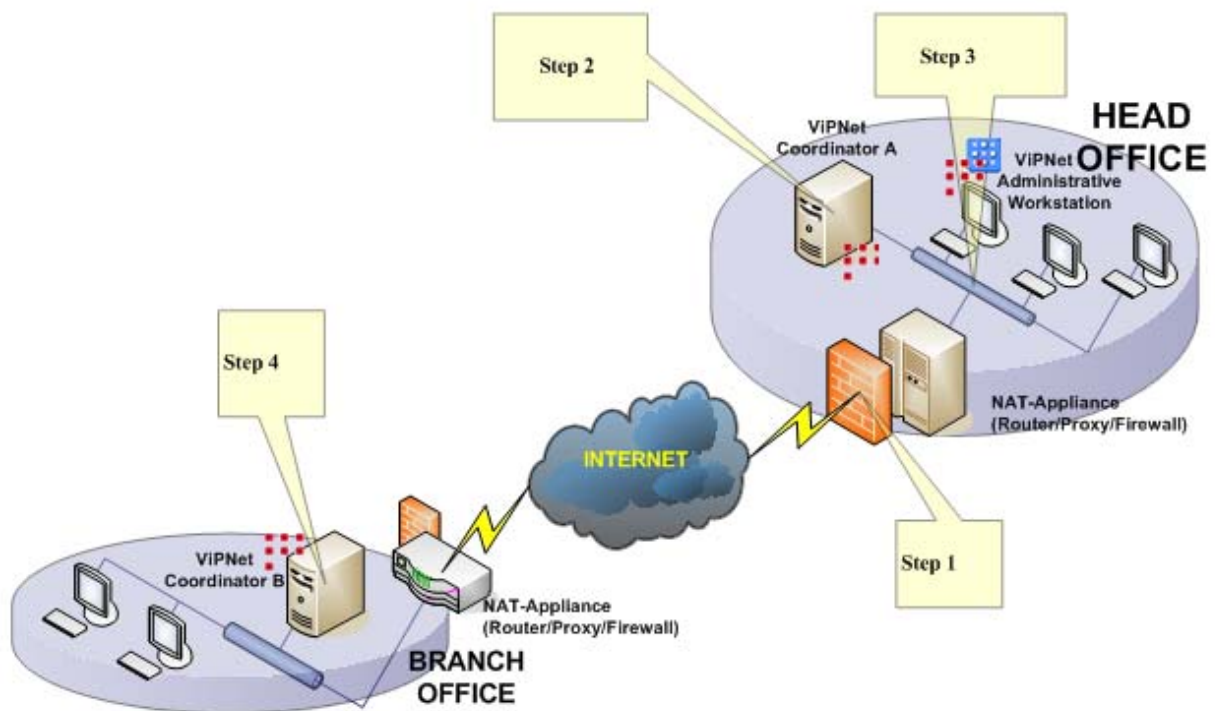 Step 2
Step 3
ViPNet
Coordinator A
HEAD
OFFICE
ViPNet
Administrative
Workstation
NAT-Appliance
(Router/Proxy/Firewall)
Step 4
INTERNET
Step 1
ViPNet
Coordinator B
NAT-Appliance
(Router/Proxy/Firewall)
BRANCH
OFFICE